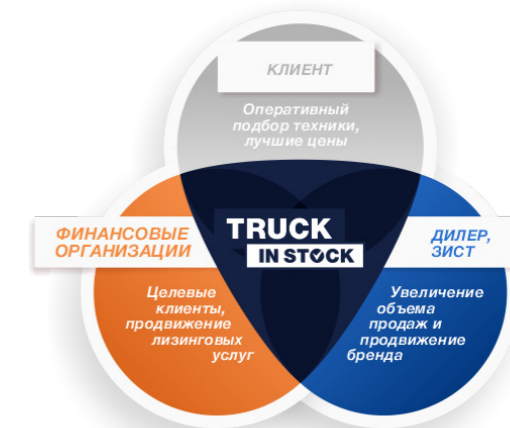 КЛИЕНТ
Оперативный
подбор техники,
лучшие цены
ФИНАНСОВЫЕ
ОРГАНИЗАЦИИ
TRUCK
IN STOCK
ДИЛЕР,
ЗИСТ
Целевые
клиенты,
продвижение
лизинговых
услуг
Увеличение
объема
продаж и
продвижение
бренда